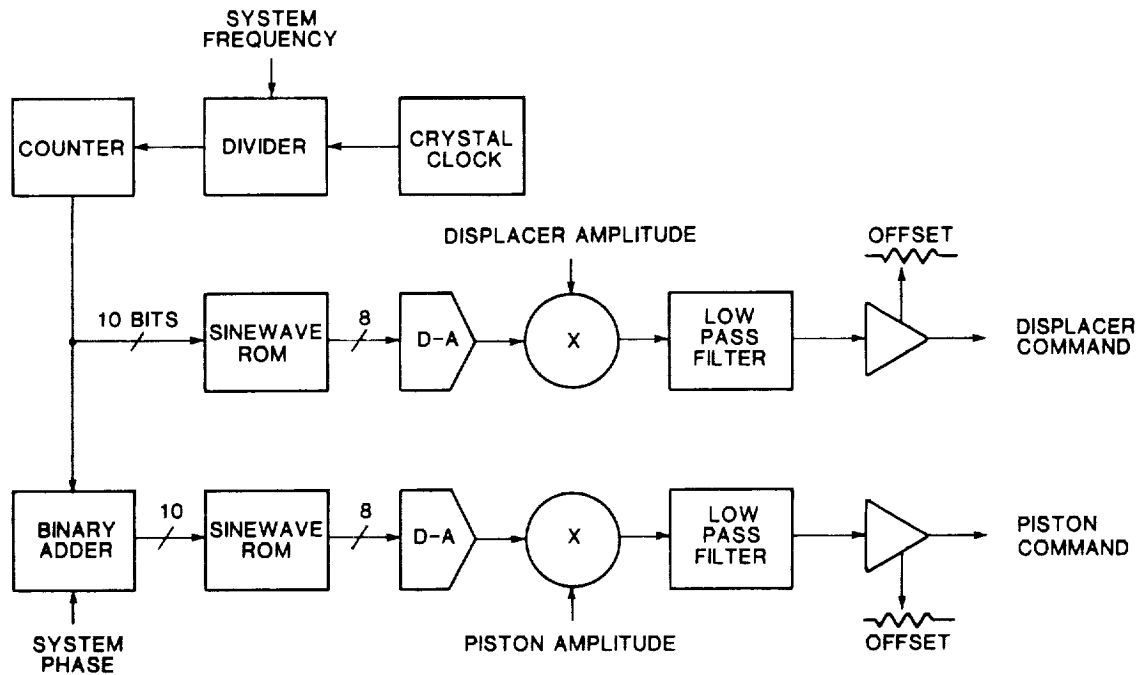 SYSTEM
FREQUENCY
COUNTER
DIVIDER
CRYSTAL
CLOCK
DISPLACER AMPLITUDE
OFFSET
10 BITS
SINEWAVE
ROM
8
D-A
X
LOW
PASS
FILTER
DISPLACER
COMMAND
BINARY
ADDER
10
SINEWAVE
ROM
8
D-A
X
LOW
PASS
FILTER
PISTON
COMMAND
SYSTEM
PHASE
PISTON AMPLITUDE
OFFSET